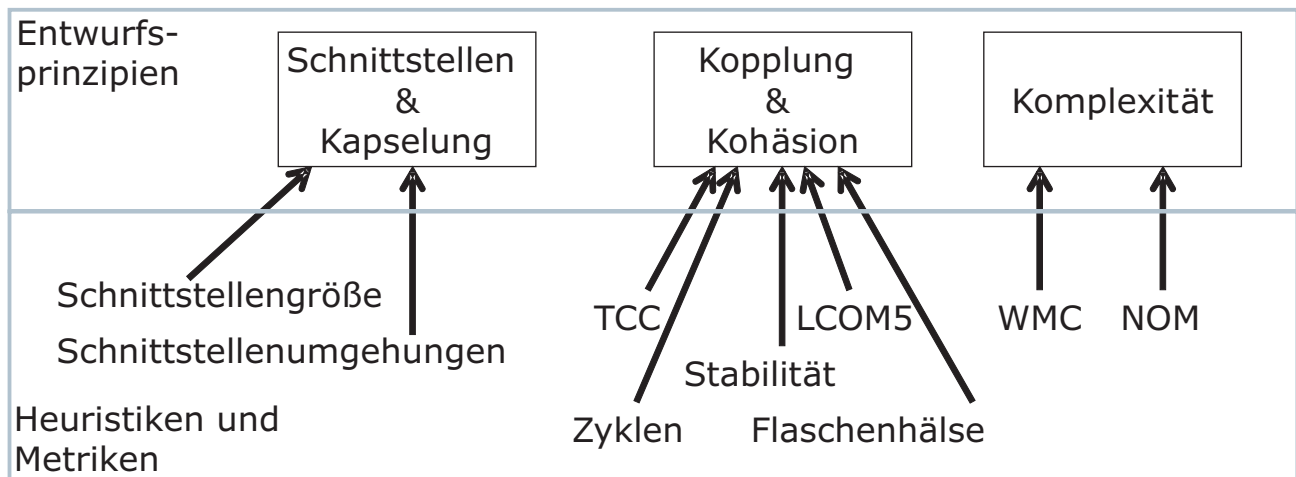 Entwurfs-
prinzipien
Schnittstellen
&
Kapselung
Kopplung
&
Kohäsion
Komplexität
Schnittstellengröße
Schnittstellenumgehungen
TCC
LCOM5
Stabilität
Zyklen
Flaschenhälse
WMC
NOM
Heuristiken und
Metriken